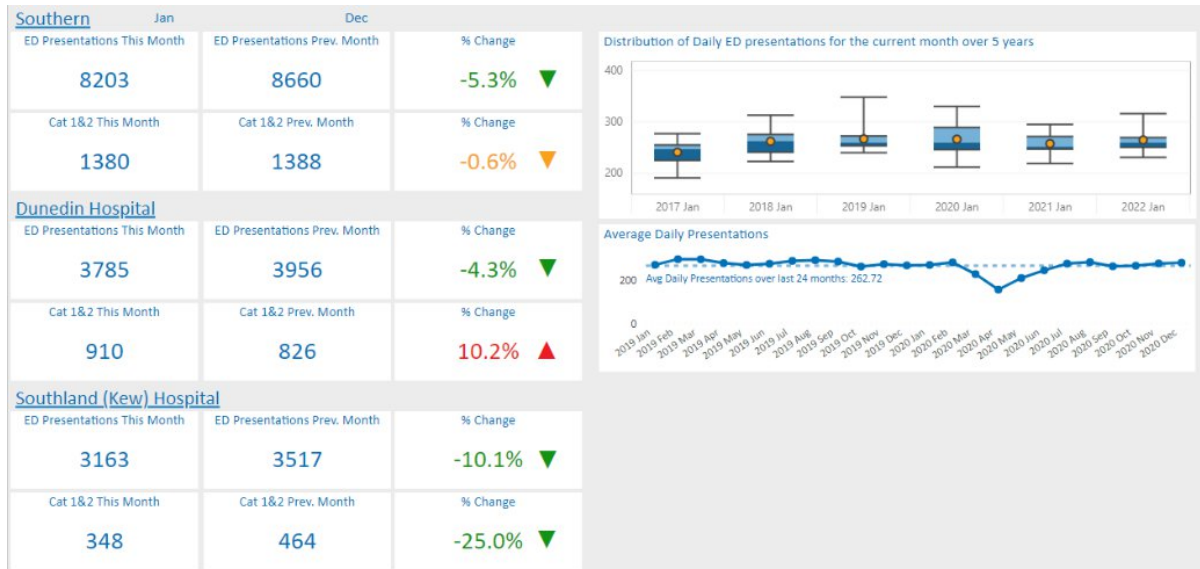 Southern Jan Dec
ED Presentations This Month ED Presentations Prev. Month % Change
8203 8660 -5.3%
Cat 1&2 This Month Cat 1&2 Prev. Month % Change
1380 1388 -0.6%
Dunedin Hospital
ED Presentations This Month ED Presentations Prev. Month % Change
3785 3956 -4.3%
Cat 1&2 This Month Cat 1&2 Prev. Month % Change
910 826 10.2%
Southland (Kew) Hospital
ED Presentations This Month ED Presentations Prev. Month % Change
3163 3517 -10.1%
Cat 1&2 This Month Cat 1&2 Prev. Month % Change
348 464 -25.0%
Distribution of Daily ED presentations for the current month over 5 years
400
300
200
2017 Jan 2018 Jan 2019 Jan 2020 Jan 2021 Jan 2022 Jan
Average Daily Presentations
200 Avg Daily Presentations over last 24 months: 262.72
0
2019 Jan 2019 Feb 2019 Mar 2019 Apr 2019 May 2019 Jun 2019 Jul 2019 Aug 2019 Sep 2019 Oct 2019 Nov 2019 Dec 2020 Jan 2020 Feb 2020 Mar 2020 Apr 2020 May 2020 Jun 2020 Jul 2020 Aug 2020 Sep 2020 Oct 2020 Nov 2020 Dec